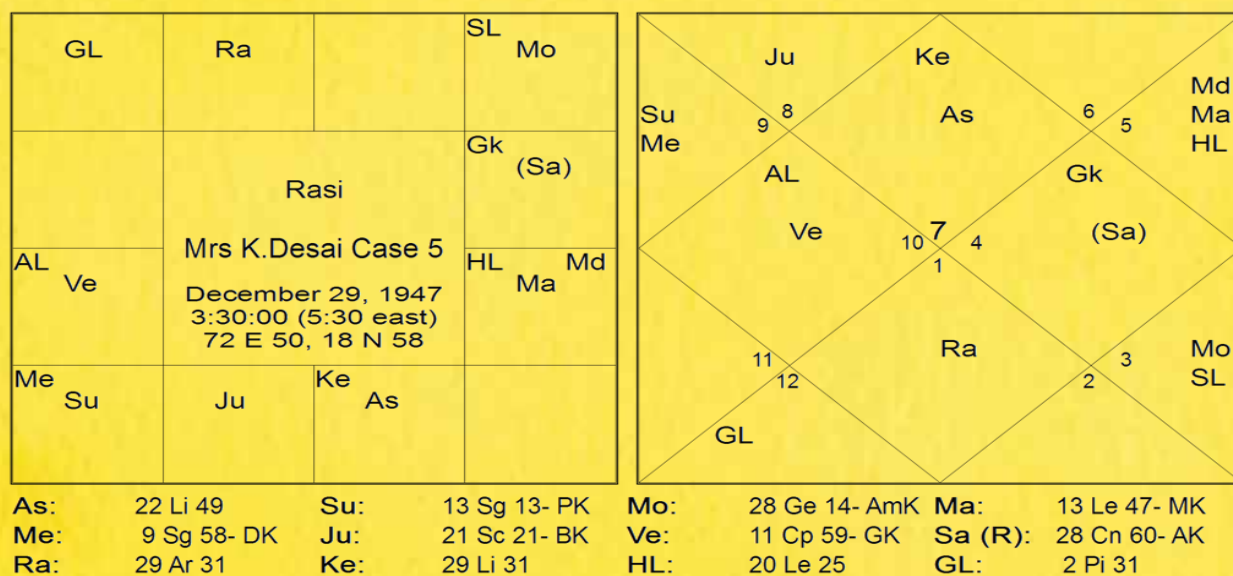 GL
Ra
SL
Mo
Gk
(Sa)
Rasi
Mrs K.Desai Case 5
December 29, 1947
3:30:00 (5:30 east)
72 E 50, 18 N 58
AL
Ve
HL Md
Ma
Me
Su
Ju
Ke
As
Ju
Ke
Su
Me
9 8
As
6 5
Md
Ma
HL
AL
Gk
Ve
7
10 4
1
(Sa)
Ra
11
12
3
2
Mo
SL
GL
As: 22 Li 49 Su: 13 Sg 13- PK Mo: 28 Ge 14- AmK Ma: 13 Le 47- MK
Me: 9 Sg 58- DK Ju: 21 Sc 21- BK Ve: 11 Cp 59- GK Sa (R): 28 Cn 60- AK
Ra: 29 Ar 31 Ke: 29 Li 31 HL: 20 Le 25 GL: 2 Pi 31